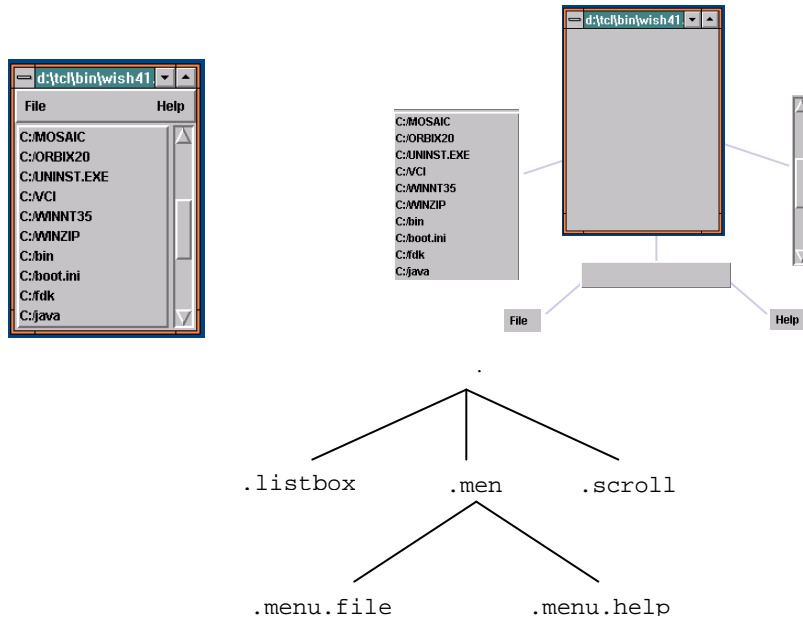 d:\tcl\bin\wish41.
File Help
C:/MOSAIC
C:/ORBIX20
C:/UNINST.EXE
C:/VCI
C:/WINNT35
C:/WINZIP
C:/bin
C:/boot.ini
C:/fdk
C:/java
d:\tcl\bin\wish41.
C:/MOSAIC
C:/ORBIX20
C:/UNINST.EXE
C:/VCI
C:/WINNT35
C:/WINZIP
C:/bin
C:/boot.ini
C:/fdk
C:/java
File
Help
.
.listbox .men .scroll
.menu.file .menu.help